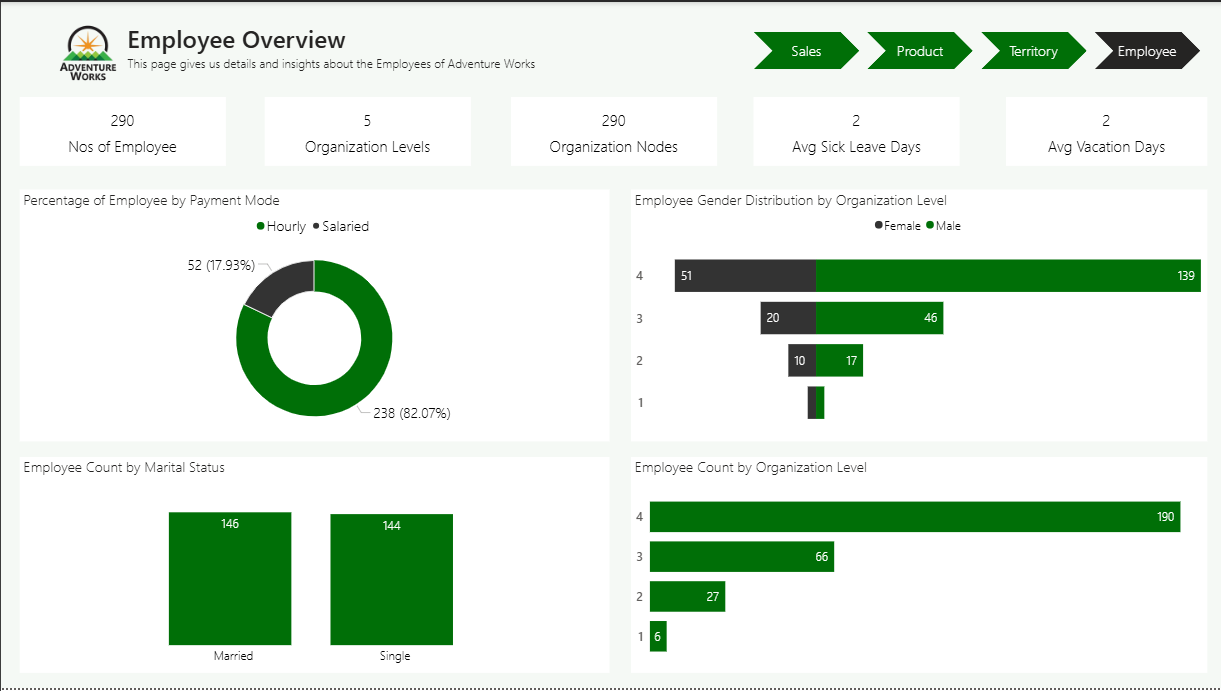 ADVENTURE
WORKS
Employee Overview
This page gives us details and insights about the Employees of Adventure Works
Sales
Product
Territory
Employee
290
Nos of Employee
5
Organization Levels
290
Organization Nodes
2
Avg Sick Leave Days
2
Avg Vacation Days
Percentage of Employee by Payment Mode
Hourly Salaried
52 (17.93%)
238 (82.07%)
Employee Gender Distribution by Organization Level
Female Male
4 51 139
3 20 46
2 10 17
1
Employee Count by Marital Status
146 144
Married Single
Employee Count by Organization Level
4 190
3 66
2 27
1 6